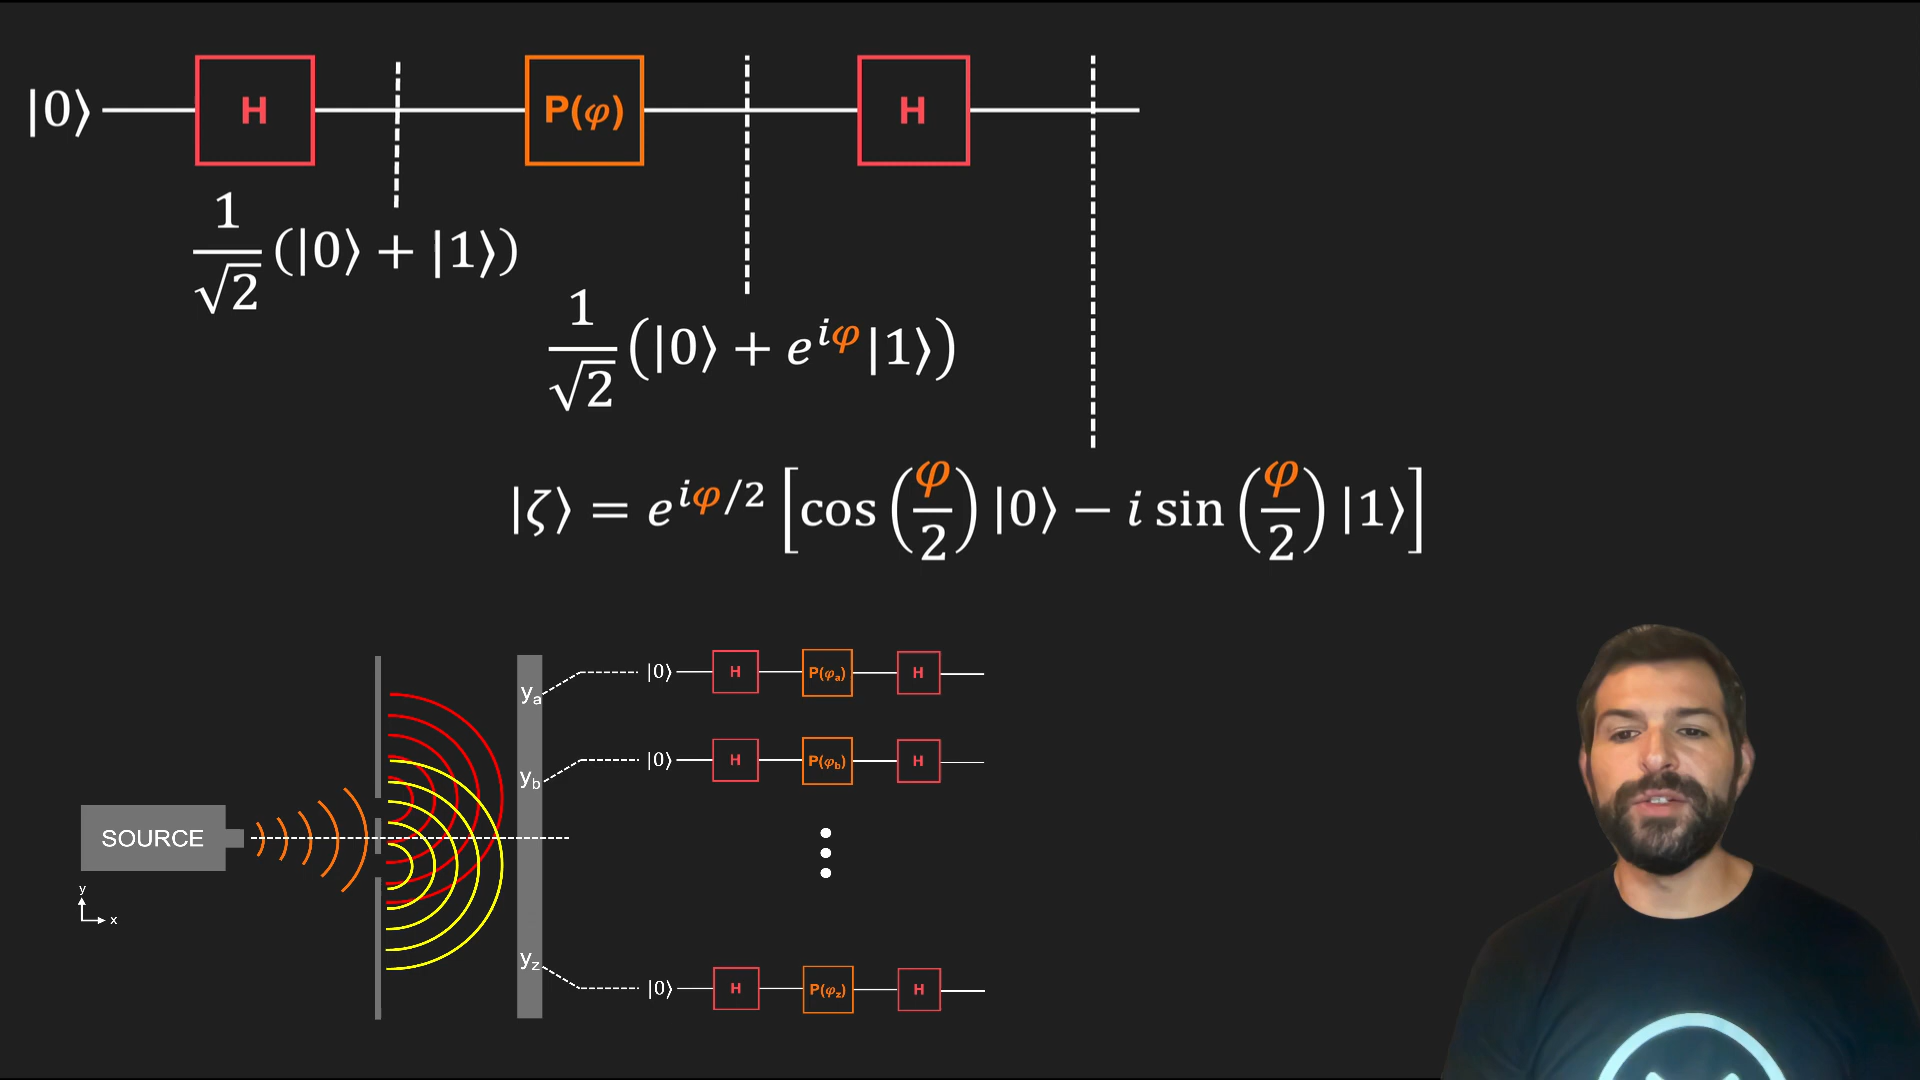 |0⟩ H P(φ) H
1/√2 (|0⟩ + |1⟩)
1/√2 (|0⟩ + e^{iφ}|1⟩)
|ζ⟩ = e^{iφ/2} [cos(φ/2)|0⟩ − i sin(φ/2)|1⟩]
SOURCE
y
x
y_a |0⟩ H P(φ_a) H
y_b |0⟩ H P(φ_b) H
y_z |0⟩ H P(φ_z) H